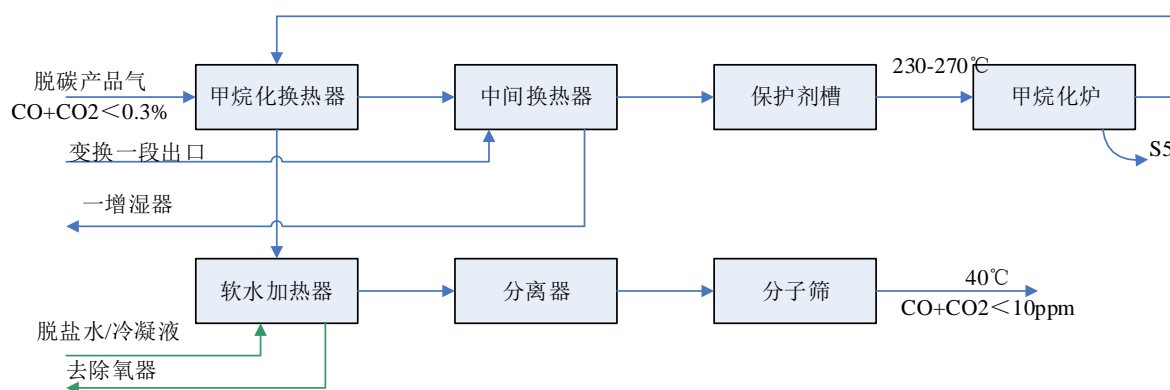 脱碳产品气
CO+CO2＜0.3%
甲烷化换热器
中间换热器
保护剂槽
230-270℃
甲烷化炉
变换一段出口
S5
一增湿器
软水加热器
分离器
分子筛
40℃
CO+CO2＜10ppm
脱盐水/冷凝液
去除氧器